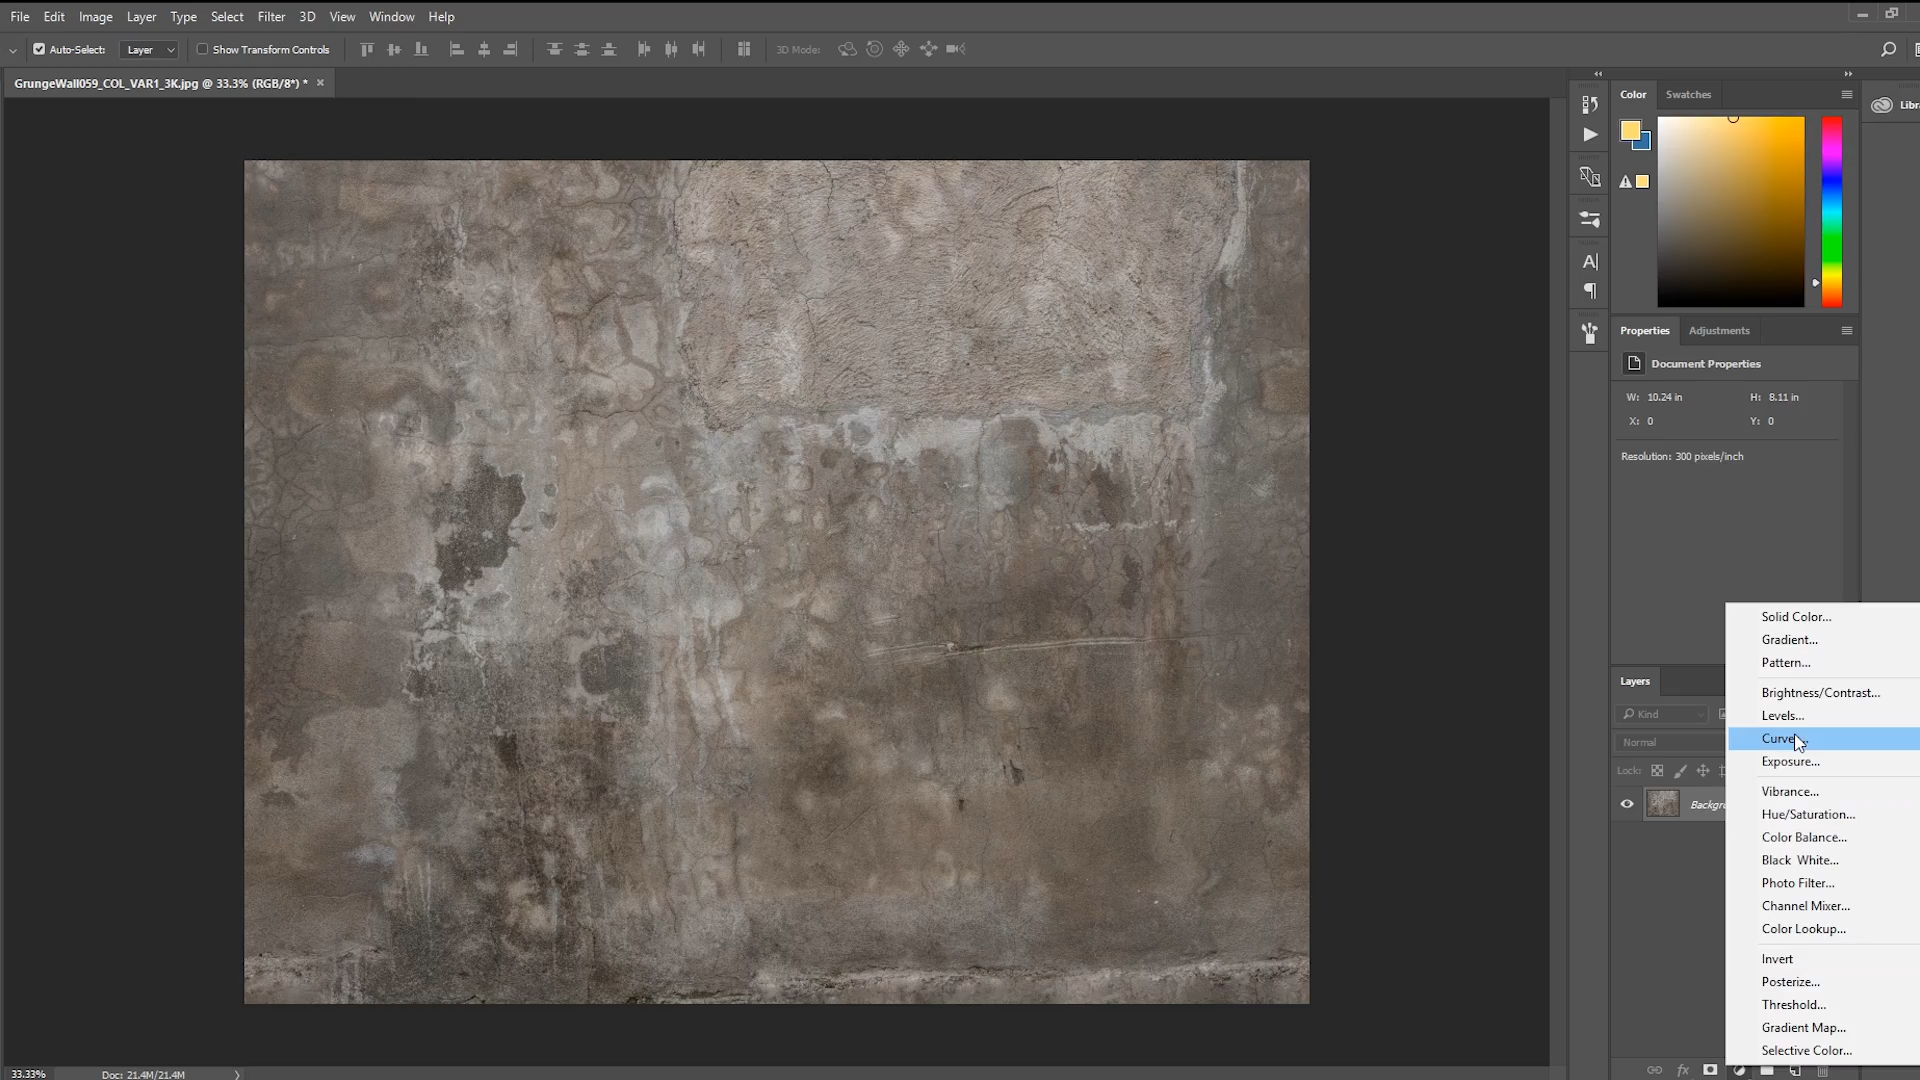 File Edit Image Layer Type Select Filter 3D View Window Help
Auto-Select: Layer Show Transform Controls 3D Mode:
GrungeWall059_COL_VAR1_3K.jpg @ 33.3% (RGB/8*) * ×
Color Swatches
Libr
Properties Adjustments
Document Properties
W: 10.24 in H: 8.11 in
X: 0 Y: 0
Resolution: 300 pixels/inch
Solid Color...
Gradient...
Pattern...
Layers
Brightness/Contrast...
Kind
Levels...
Normal
Curve
Exposure...
Lock:
Vibrance...
Backgr
Hue/Saturation...
Color Balance...
Black White...
Photo Filter...
Channel Mixer...
Color Lookup...
Invert
Posterize...
Threshold...
Gradient Map...
Selective Color...
33.33% Doc: 21.4M/21.4M
fx